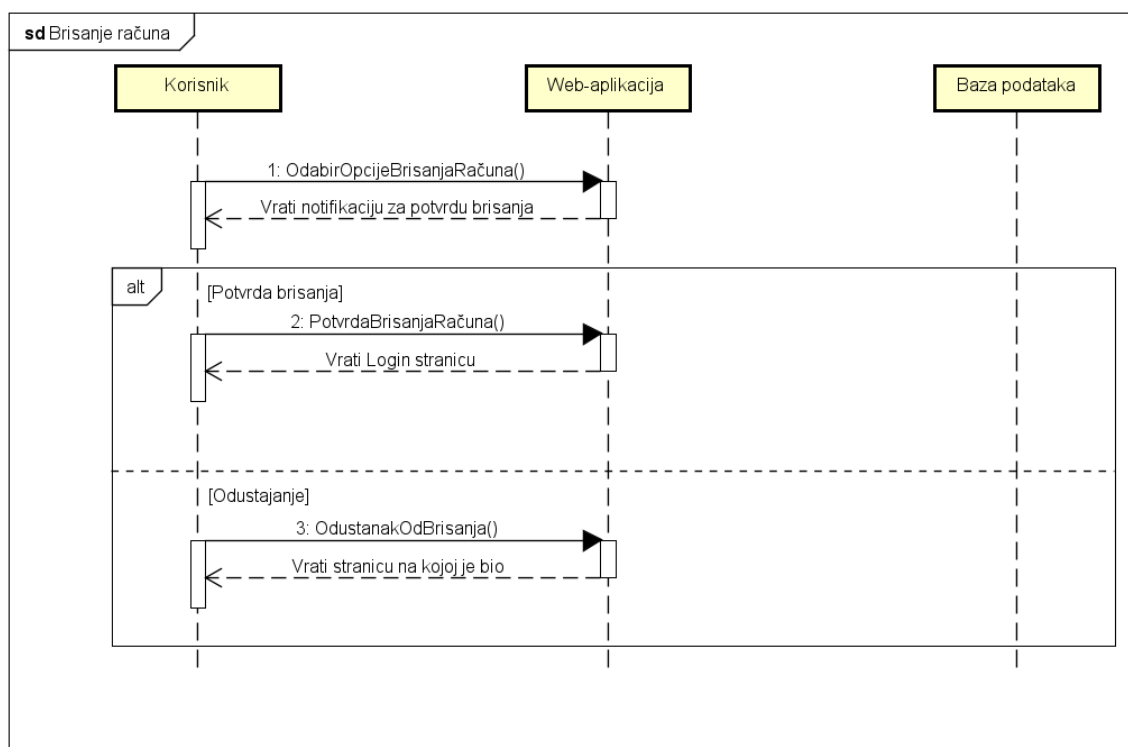 sd Brisanje računa
Korisnik
Web-aplikacija
Baza podataka
1: OdabirOpcijeBrisanjaRačuna()
Vrati notifikaciju za potvrdu brisanja
alt
[Potvrda brisanja]
2: PotvrdaBrisanjaRačuna()
Vrati Login stranicu
[Odustajanje]
3: OdustanakOdBrisanja()
Vrati stranicu na kojoj je bio